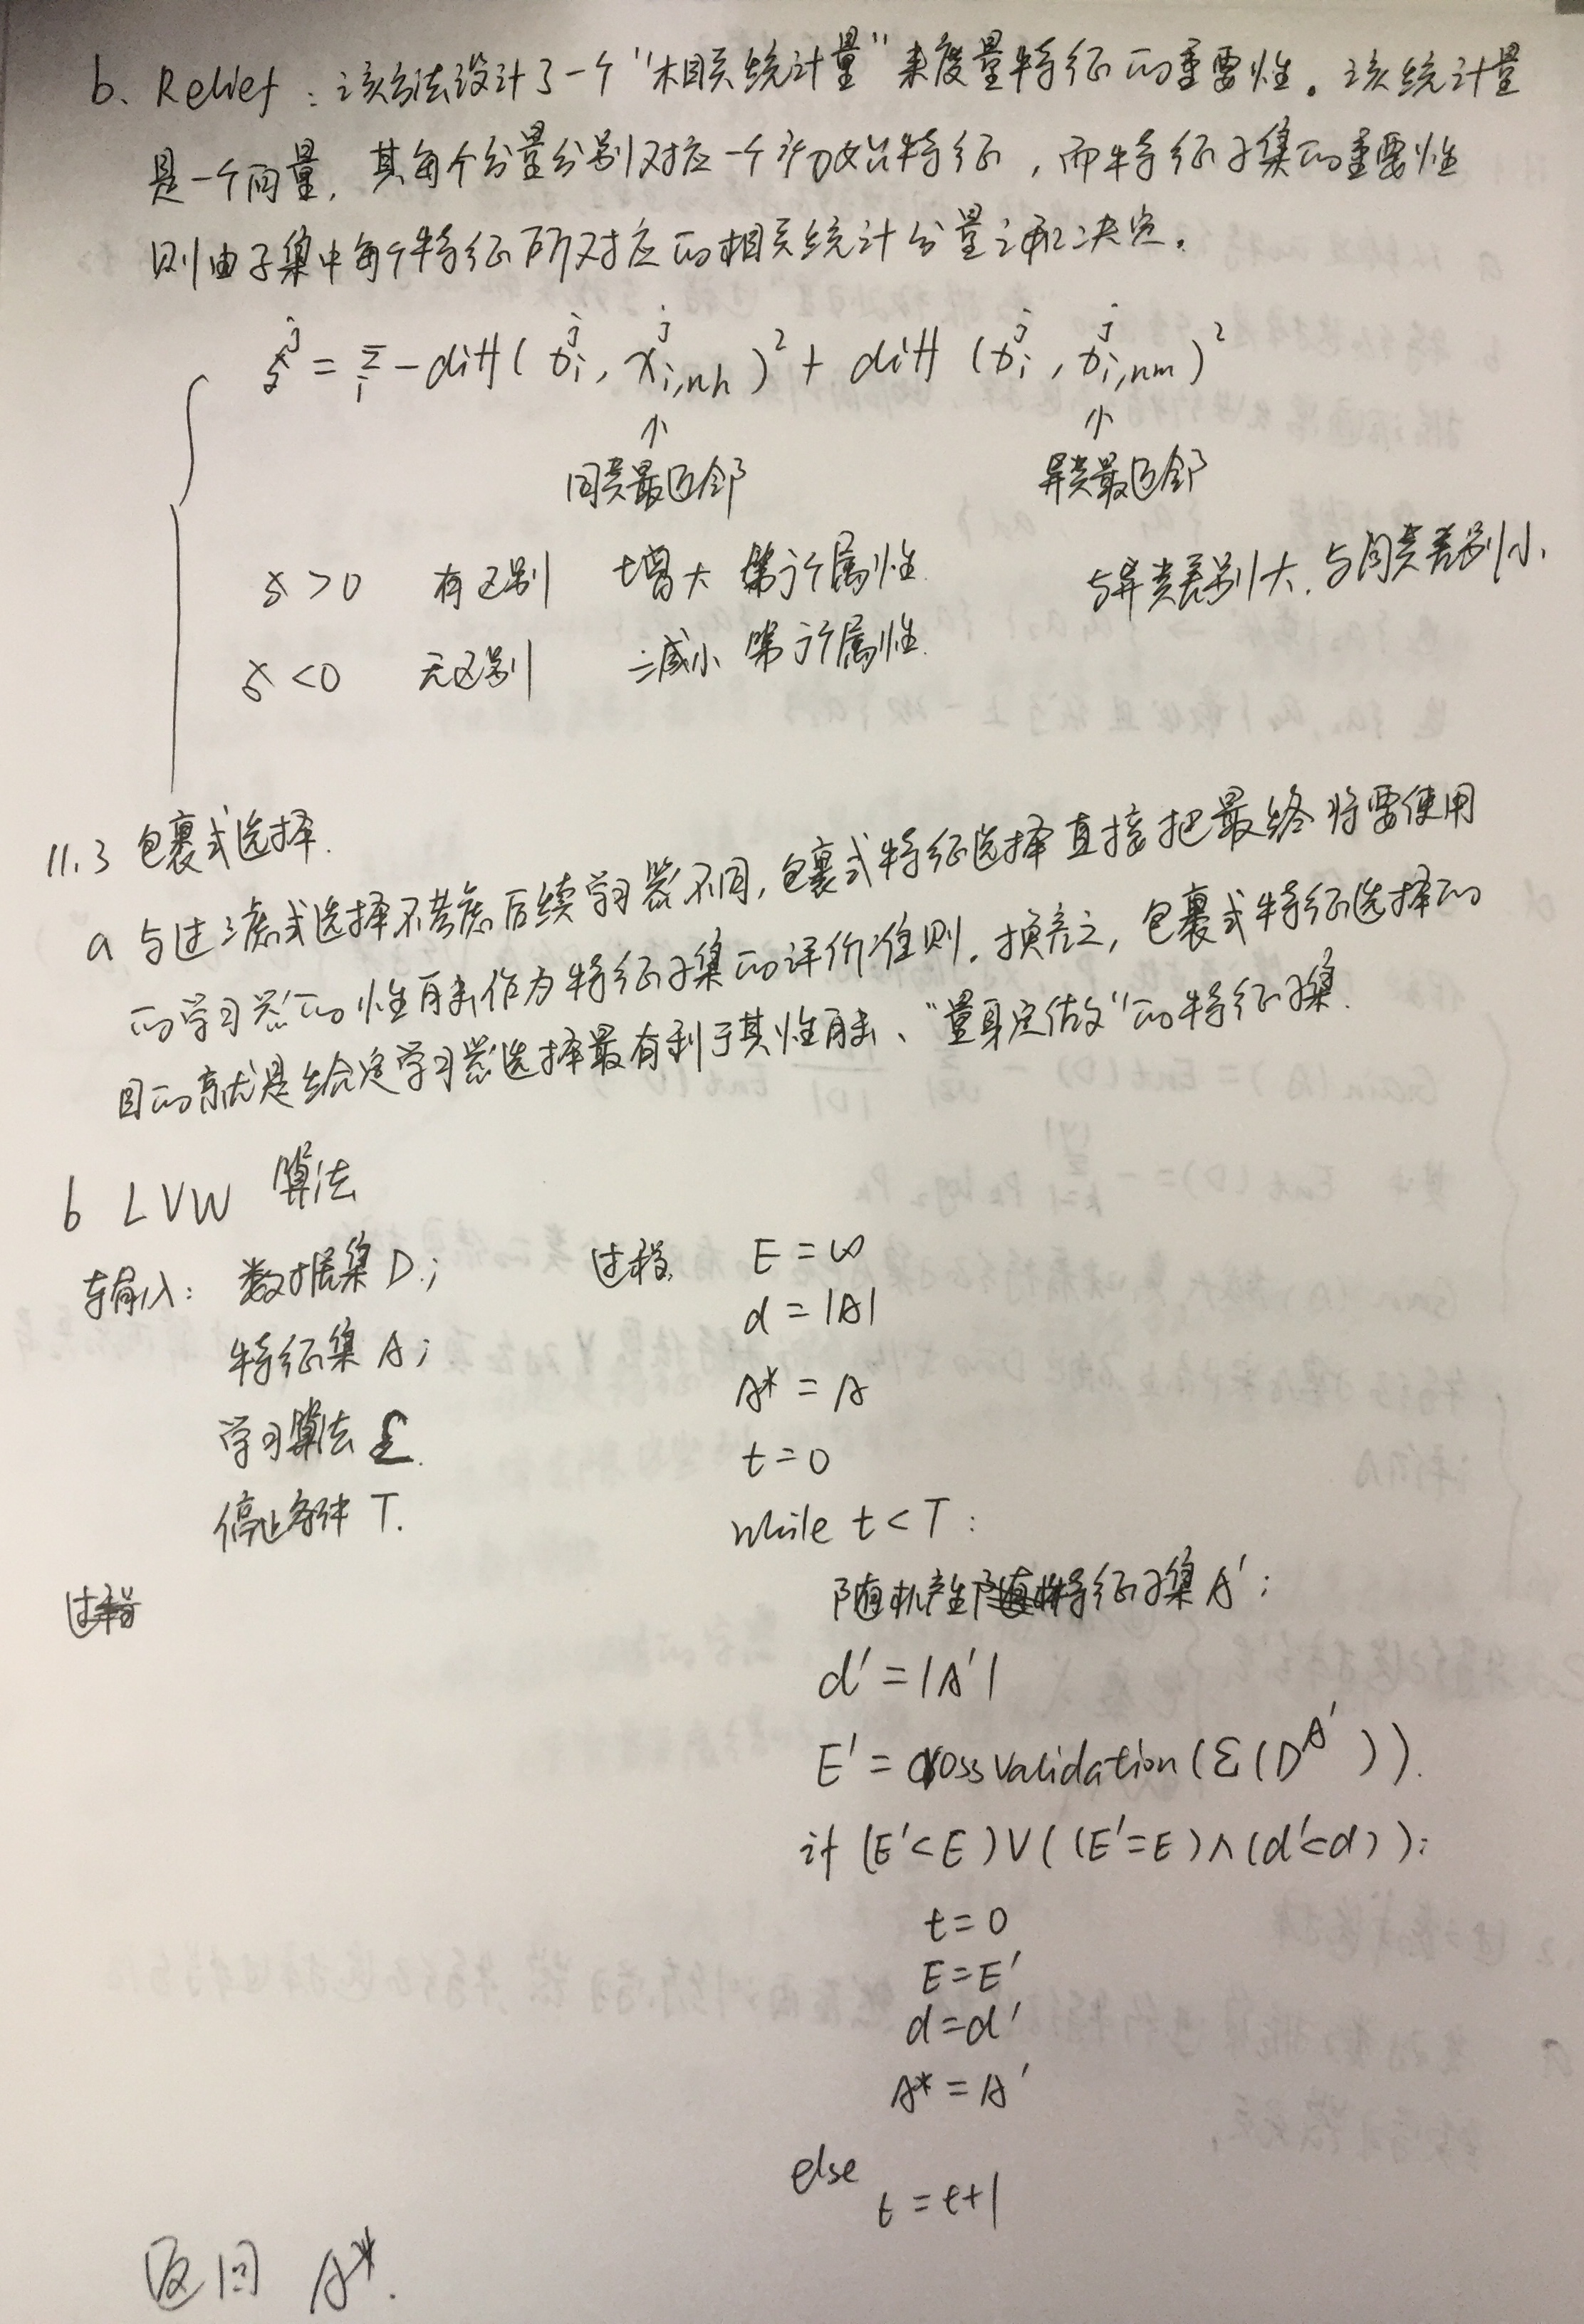 b. Relief：该方法设计了一个"相关统计量"来度量特征的重要性。该统计量
是一个向量，其每个分量分别对应一个初始特征，而特征子集的重要性
则由子集中每个特征所对应的相关统计分量之和决定。
δ^j = Σ_i -diff(x_i^j, x_{i,nh}^j)² + diff(x_i^j, x_{i,nm}^j)²
↑ ↑
同类最近邻 异类最近邻
δ>0 有区别 增大 第j个属性. 与异类差别大.与同类差别小.
δ<0 无区别 减小 第j个属性.
11.3 包裹式选择.
a 与过滤式选择不考虑后续学习器不同，包裹式特征选择直接把最终将要使用
的学习器的性能作为特征子集的评价准则。换言之，包裹式特征选择的
目的就是给定学习器选择最有利于其性能、"量身定做"的特征子集.
b LVW 算法
输入：数据集D; 过程 E=∞
d=|A|
特征集A;
A*=A
学习算法 £.
t=0
停止条件 T.
while t<T:
随机产生特征子集A':
d'=|A'|
E'=crossvalidation(Σ(D^{A'})).
if (E'<E)∨((E'=E)∧(d'<d)):
t=0
E=E'
d=d'
A*=A'
else
t=t+1
返回 A*.